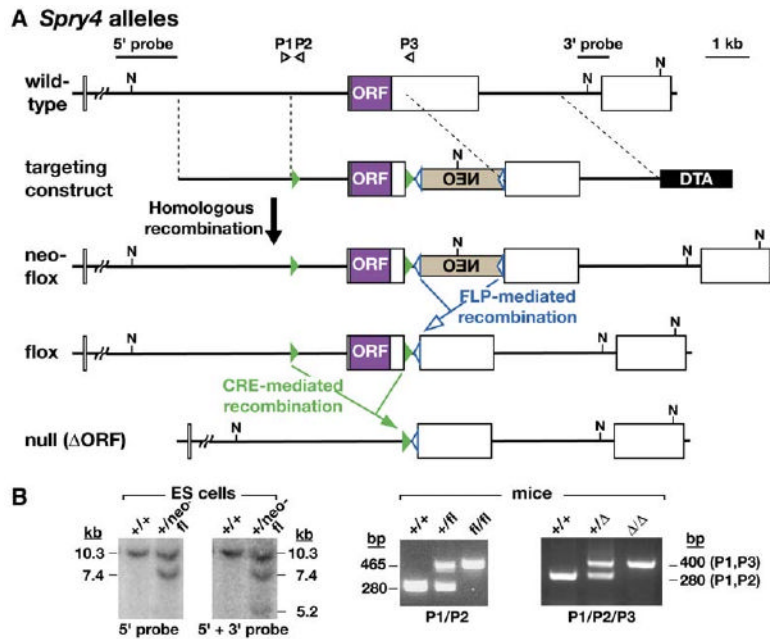 A Spry4 alleles
5' probe P1 P2 P3 3' probe 1 kb
wild-type N ORF N N
targeting construct ORF N NEO DTA
Homologous recombination
neo-flox N ORF N NEO N N
FLP-mediated recombination
flox N ORF N N
CRE-mediated recombination
null (ΔORF) N N N
B ES cells mice
kb +/+ +/neo-fl +/+ +/neo-fl kb
10.3 10.3
7.4 7.4
5.2
5' probe 5' + 3' probe
bp +/+ +/fl fl/fl +/+ +/Δ Δ/Δ bp
465 400 (P1,P3)
280 280 (P1,P2)
P1/P2 P1/P2/P3